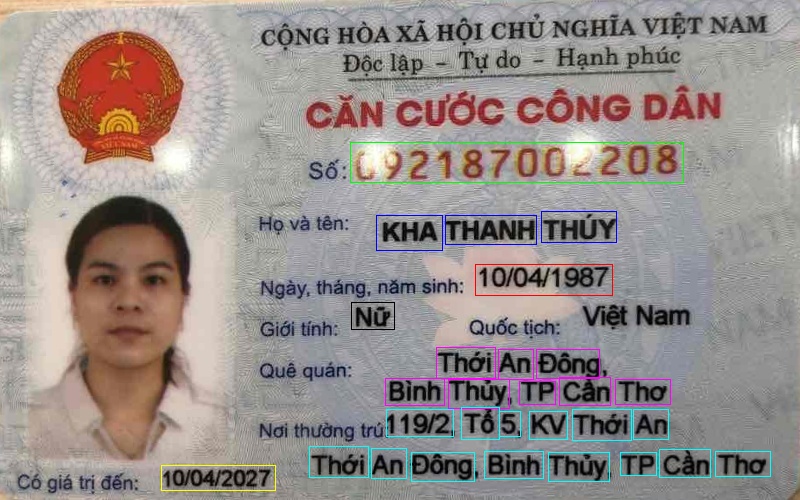 CỘNG HÒA XÃ HỘI CHỦ NGHĨA VIỆT NAM
Độc lập – Tự do – Hạnh phúc
CĂN CƯỚC CÔNG DÂN
Số: 092187002208
Họ và tên: KHA THANH THÚY
Ngày, tháng, năm sinh: 10/04/1987
Giới tính: Nữ Quốc tịch: Việt Nam
Quê quán: Thới An Đông,
Bình Thủy, TP Cần Thơ
Nơi thường trú: 119/2, Tổ 5, KV Thới An
Thới An Đông, Bình Thủy, TP Cần Thơ
Có giá trị đến: 10/04/2027